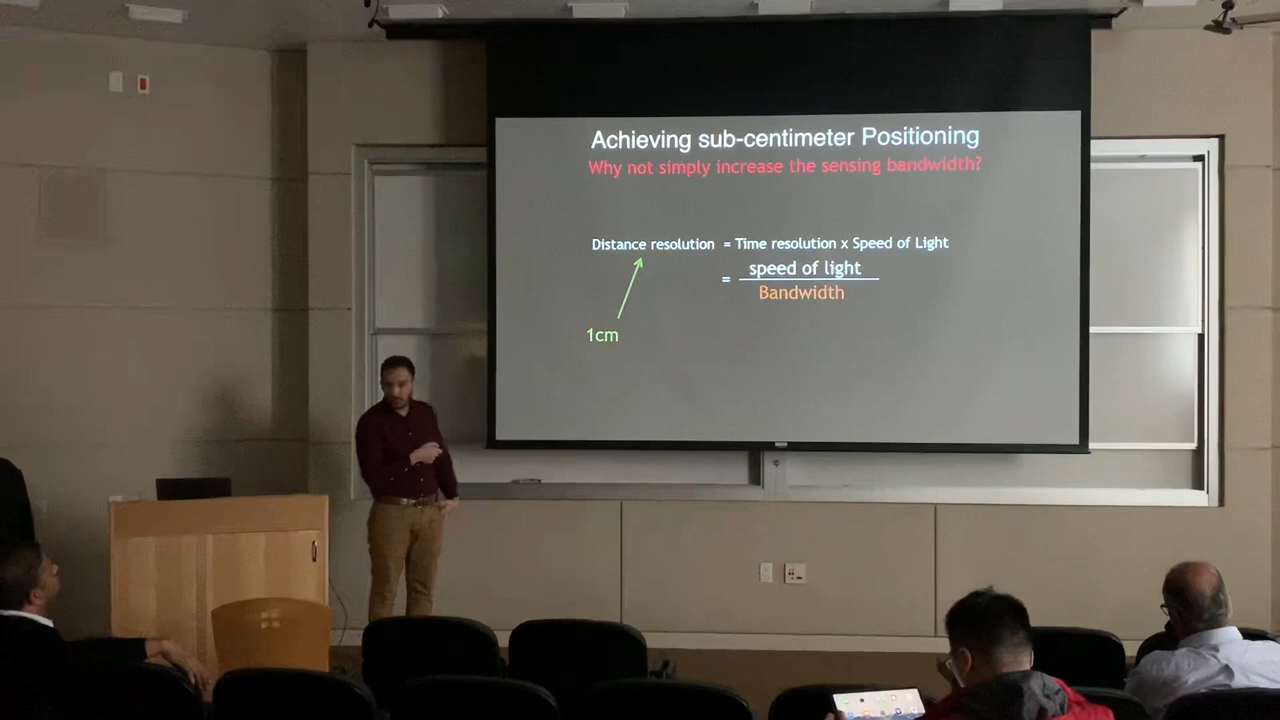 Achieving sub-centimeter Positioning
Why not simply increase the sensing bandwidth?
Distance resolution = Time resolution x Speed of Light
= speed of light
Bandwidth
1cm